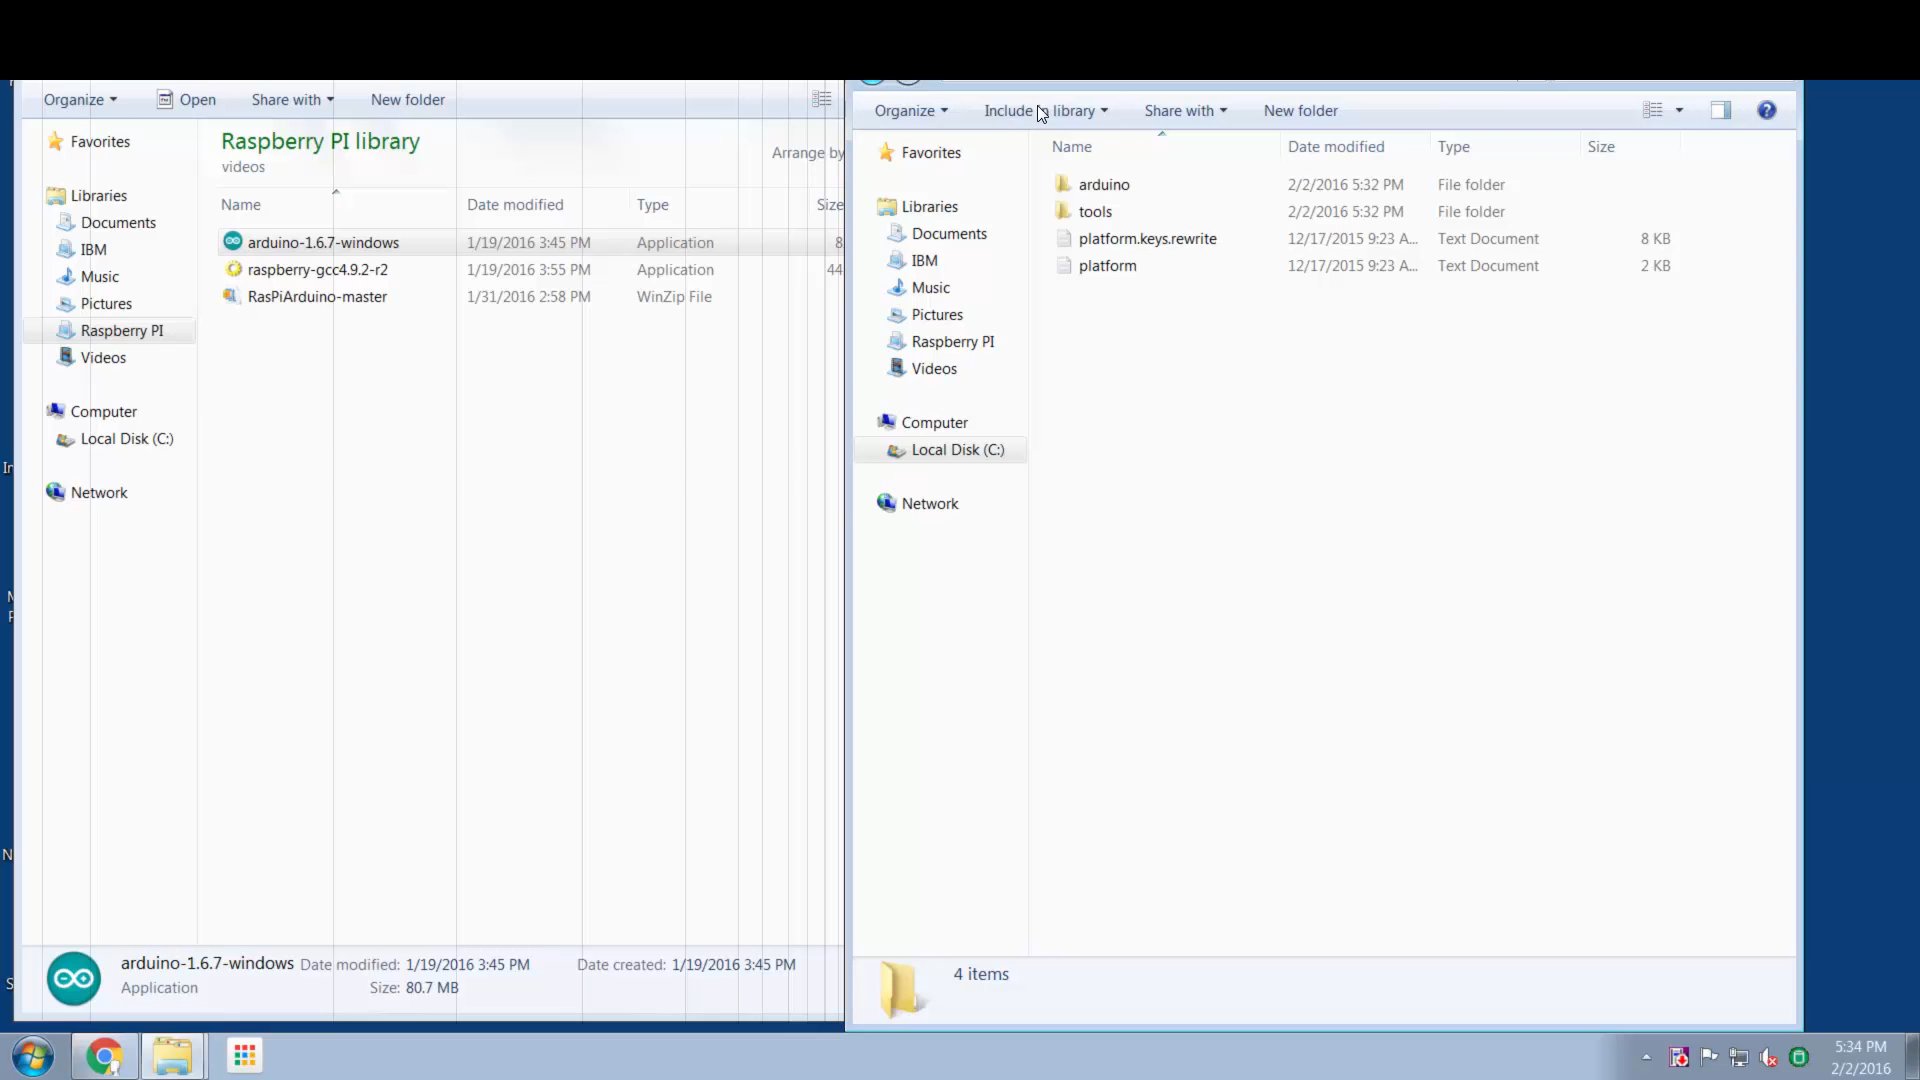 Organize
Open
Share with
New folder
Favorites
Libraries
Documents
IBM
Music
Pictures
Raspberry PI
Videos
Computer
Local Disk (C:)
Network
Raspberry PI library
videos
Arrange by
Name Date modified Type Size
arduino-1.6.7-windows 1/19/2016 3:45 PM Application 8
raspberry-gcc4.9.2-r2 1/19/2016 3:55 PM Application 44
RasPiArduino-master 1/31/2016 2:58 PM WinZip File
arduino-1.6.7-windows Date modified: 1/19/2016 3:45 PM Date created: 1/19/2016 3:45 PM
Application Size: 80.7 MB
Organize
Include library
Share with
New folder
Favorites
Libraries
Documents
IBM
Music
Pictures
Raspberry PI
Videos
Computer
Local Disk (C:)
Network
Name Date modified Type Size
arduino 2/2/2016 5:32 PM File folder
tools 2/2/2016 5:32 PM File folder
platform.keys.rewrite 12/17/2015 9:23 A... Text Document 8 KB
platform 12/17/2015 9:23 A... Text Document 2 KB
4 items
5:34 PM
2/2/2016